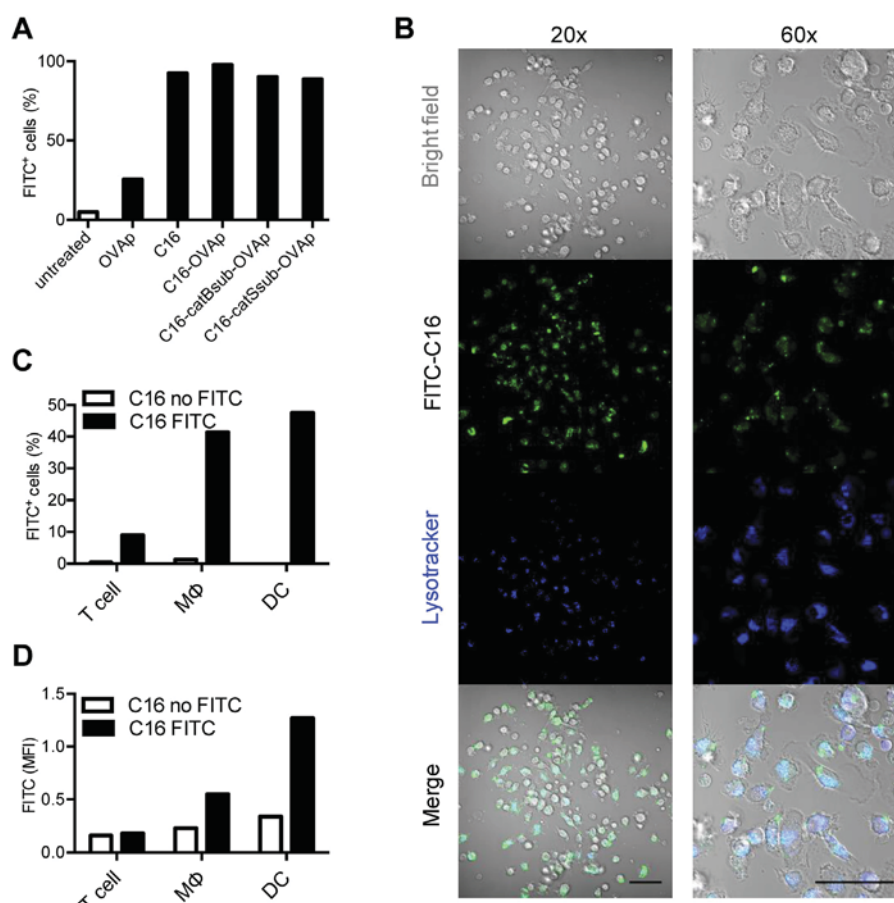 A
100
50
0
FITC⁺ cells (%)
untreated
OVAp
C16
C16-OVAp
C16-catBsub-OVAp
C16-catSsub-OVAp
B
20x
60x
Bright field
FITC-C16
Lysotracker
Merge
C
C16 no FITC
C16 FITC
50
40
30
20
10
0
FITC⁺ cells (%)
T cell
MΦ
DC
D
C16 no FITC
C16 FITC
1.5
1.0
0.5
0.0
FITC (MFI)
T cell
MΦ
DC